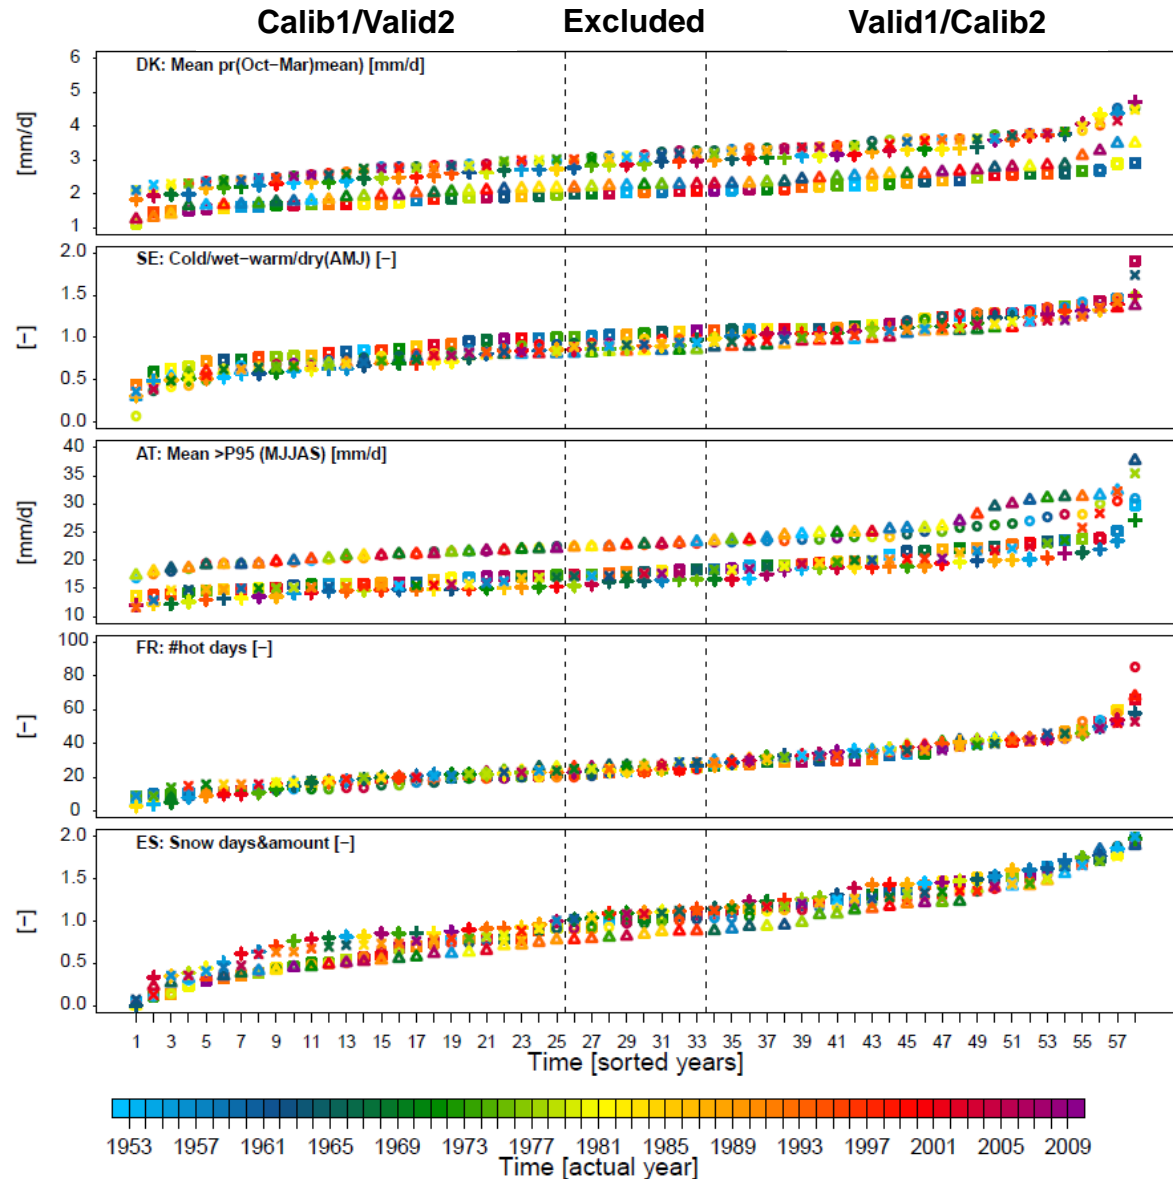 Calib1/Valid2 Excluded Valid1/Calib2
DK: Mean pr(Oct−Mar)mean) [mm/d]
[mm/d]
6
5
4
3
2
1
SE: Cold/wet−warm/dry(AMJ) [−]
[−]
2.0
1.5
1.0
0.5
0.0
AT: Mean >P95 (MJJAS) [mm/d]
[mm/d]
40
35
30
25
20
15
10
FR: #hot days [−]
[−]
100
80
60
40
20
0
ES: Snow days&amount [−]
[−]
2.0
1.5
1.0
0.5
0.0
1 3 5 7 9 11 13 15 17 19 21 23 25 27 29 31 33 35 37 39 41 43 45 47 49 51 53 55 57
Time [sorted years]
1953 1957 1961 1965 1969 1973 1977 1981 1985 1989 1993 1997 2001 2005 2009
Time [actual year]